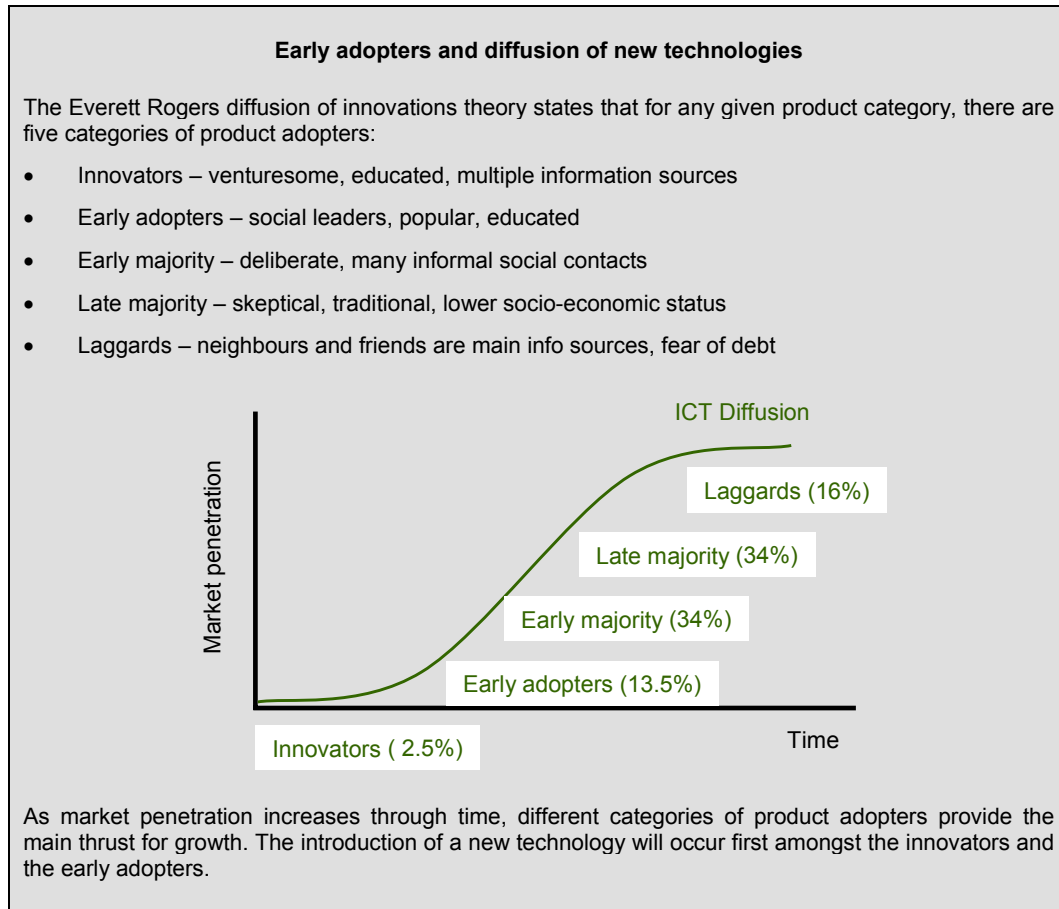 Early adopters and diffusion of new technologies
The Everett Rogers diffusion of innovations theory states that for any given product category, there are
five categories of product adopters:
• Innovators – venturesome, educated, multiple information sources
• Early adopters – social leaders, popular, educated
• Early majority – deliberate, many informal social contacts
• Late majority – skeptical, traditional, lower socio-economic status
• Laggards – neighbours and friends are main info sources, fear of debt
ICT Diffusion
Laggards (16%)
Late majority (34%)
Market penetration
Early majority (34%)
Early adopters (13.5%)
Time
Innovators ( 2.5%)
As market penetration increases through time, different categories of product adopters provide the
main thrust for growth. The introduction of a new technology will occur first amongst the innovators and
the early adopters.